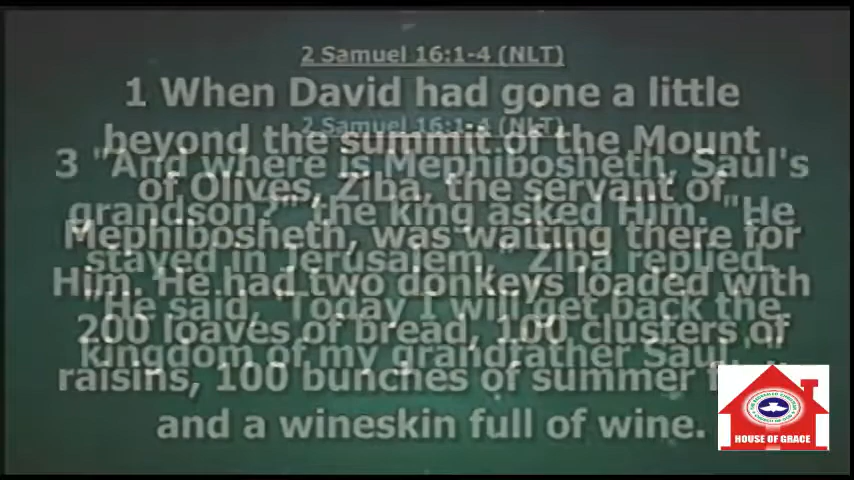 2 Samuel 16:1-4 (NLT)
1 When David had gone a little
beyond the summit of the Mount
of Olives, Ziba, the servant of
Mephibosheth, was waiting there for
Him. He had two donkeys loaded with
200 loaves of bread, 100 clusters of
raisins, 100 bunches of summer
and a wineskin full of wine.
2 Samuel 16:1-4 (NLT)
3 "And where is Mephibosheth, Saul's
grandson?" the king asked Him. "He
stayed in Jerusalem," Ziba replied.
"He said, 'Today I will get back the
kingdom of my grandfather Saul.'"
HOUSE OF GRACE